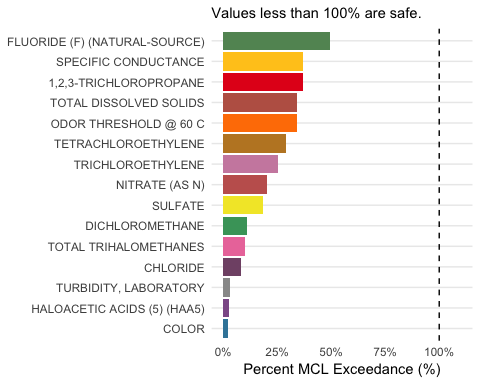 Values less than 100% are safe.
FLUORIDE (F) (NATURAL-SOURCE)
SPECIFIC CONDUCTANCE
1,2,3-TRICHLOROPROPANE
TOTAL DISSOLVED SOLIDS
ODOR THRESHOLD @ 60 C
TETRACHLOROETHYLENE
TRICHLOROETHYLENE
NITRATE (AS N)
SULFATE
DICHLOROMETHANE
TOTAL TRIHALOMETHANES
CHLORIDE
TURBIDITY, LABORATORY
HALOACETIC ACIDS (5) (HAA5)
COLOR
0% 25% 50% 75% 100%
Percent MCL Exceedance (%)